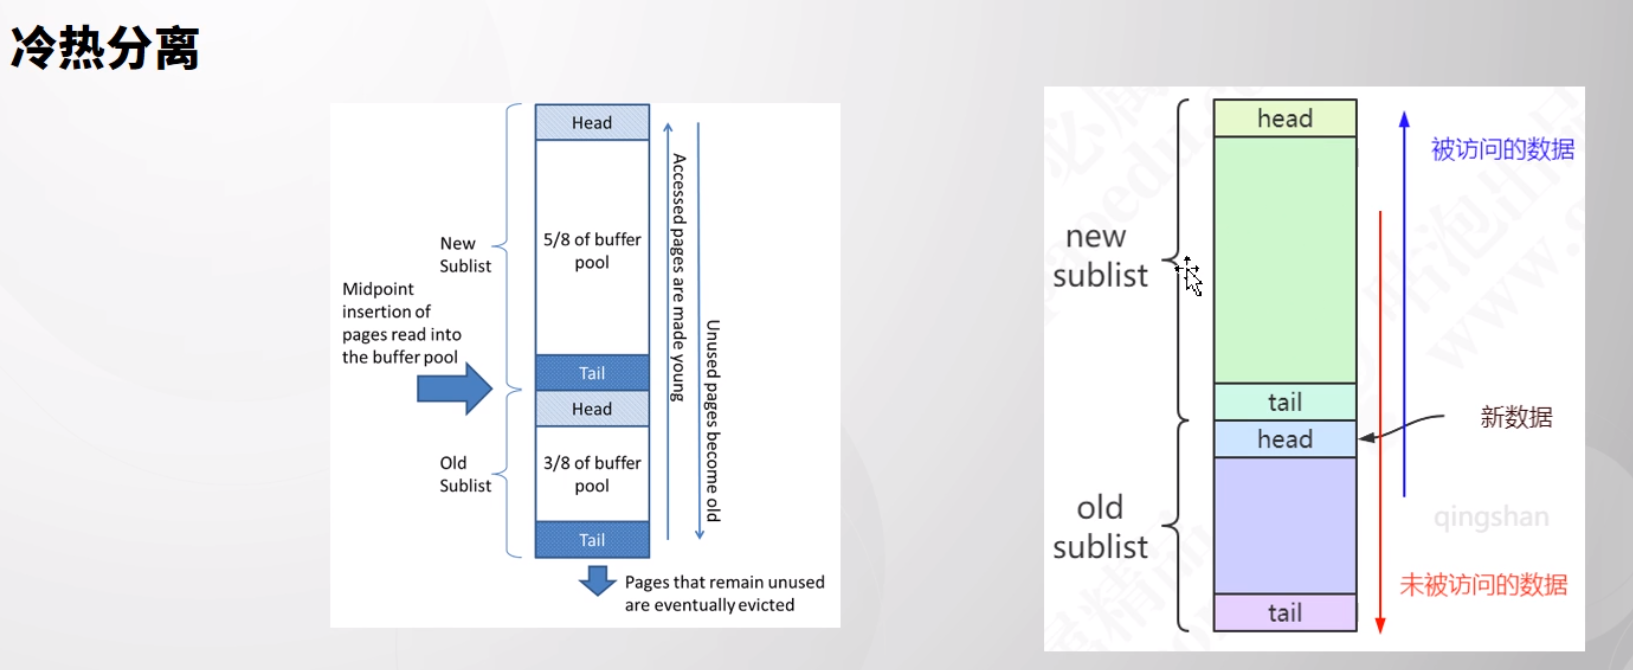 冷热分离
Head
New
Sublist
5/8 of buffer
pool
Midpoint
insertion of
pages read into
the buffer pool
Tail
Head
Old
Sublist
3/8 of buffer
pool
Tail
Accessed pages are made young
Unused pages become old
Pages that remain unused
are eventually evicted
head
被访问的数据
new
sublist
tail
head
新数据
old
sublist
qingshan
未被访问的数据
tail